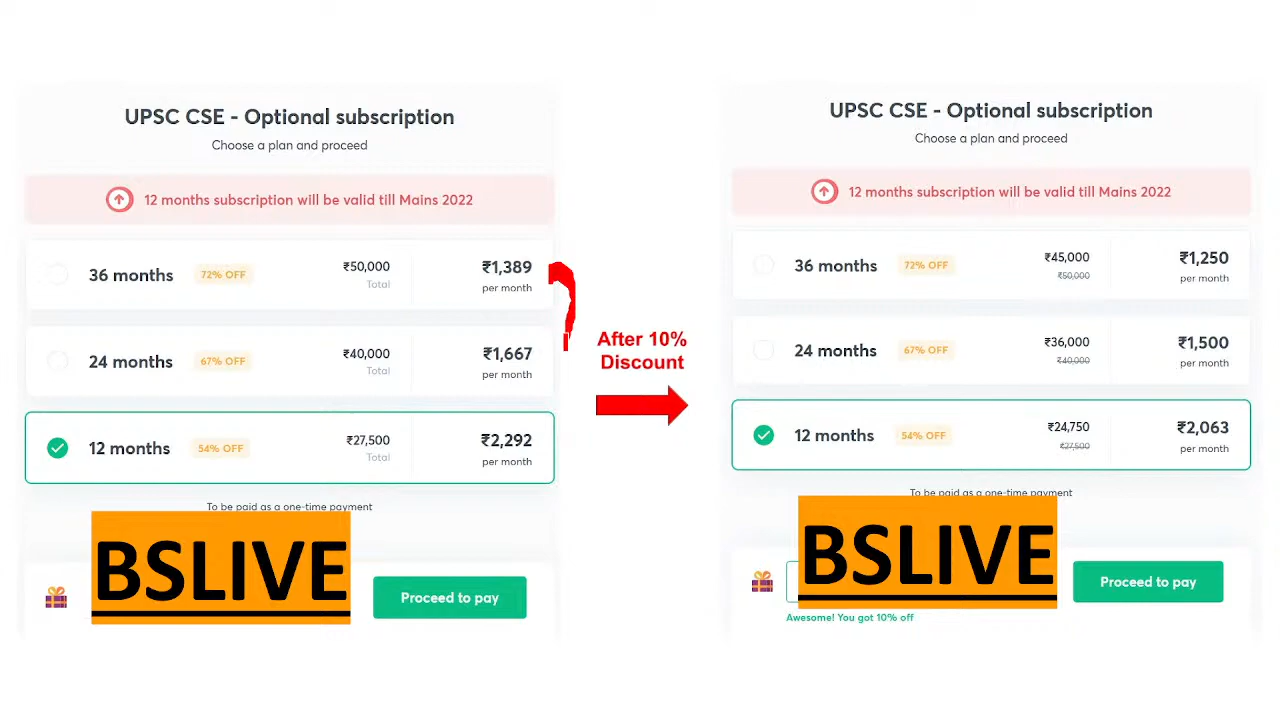 UPSC CSE - Optional subscription
Choose a plan and proceed
12 months subscription will be valid till Mains 2022
36 months 72% OFF ₹50,000 ₹1,389
Total per month
24 months 67% OFF ₹40,000 ₹1,667
Total per month
12 months 54% OFF ₹27,500 ₹2,292
Total per month
To be paid as a one-time payment
BSLIVE
Proceed to pay
After 10%
Discount
UPSC CSE - Optional subscription
Choose a plan and proceed
12 months subscription will be valid till Mains 2022
36 months 72% OFF ₹45,000 ₹1,250
₹50,000 per month
24 months 67% OFF ₹36,000 ₹1,500
₹40,000 per month
12 months 54% OFF ₹24,750 ₹2,063
₹27,500 per month
To be paid as a one-time payment
BSLIVE
Proceed to pay
Awesome! You got 10% off